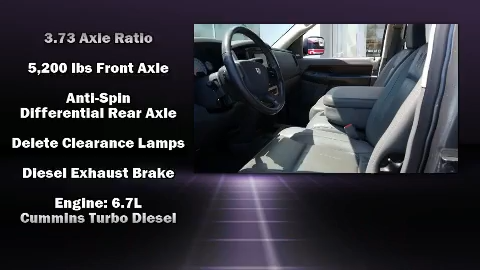 3.73 Axle Ratio
5,200 lbs Front Axle
Anti-Spin
Differential Rear Axle
Delete Clearance Lamps
Diesel Exhaust Brake
Engine: 6.7L
Cummins Turbo Diesel